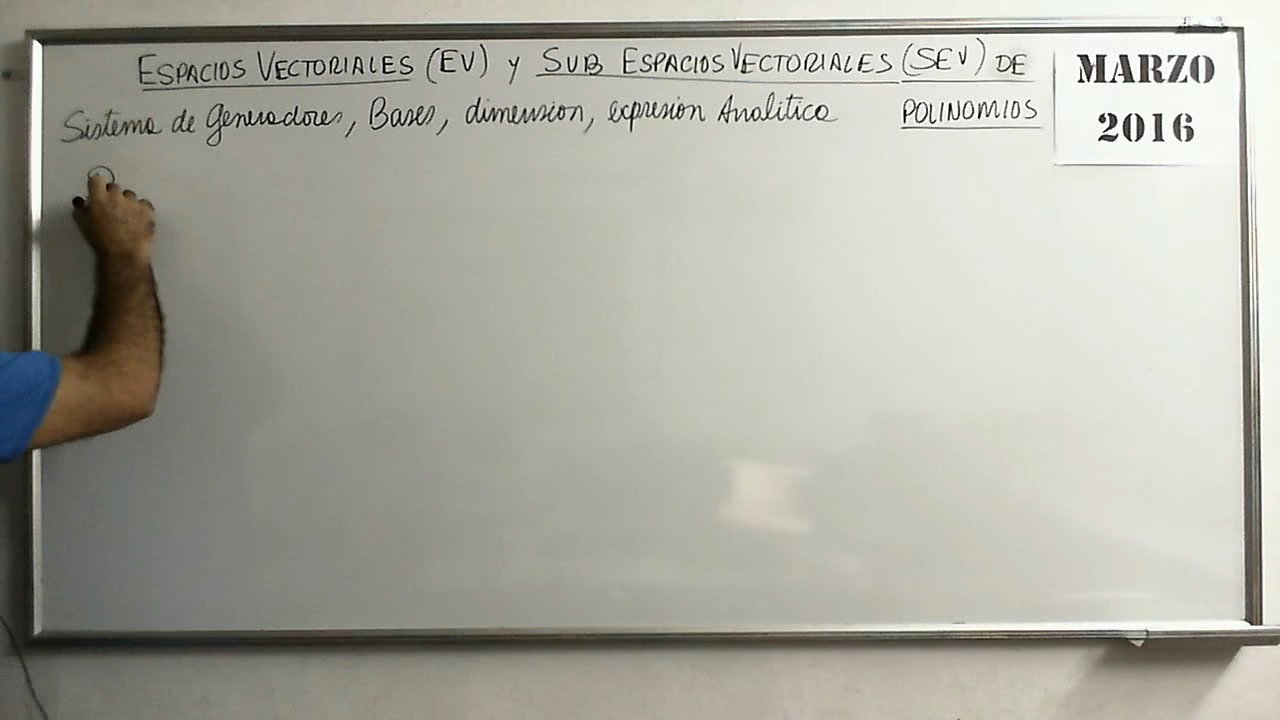 ESPACIOS VECTORIALES (EV) y SUB ESPACIOS VECTORIALES (SEV) DE
POLINOMIOS
Sistema de Generadores, Bases, dimension, expresion Analitica
MARZO
2016